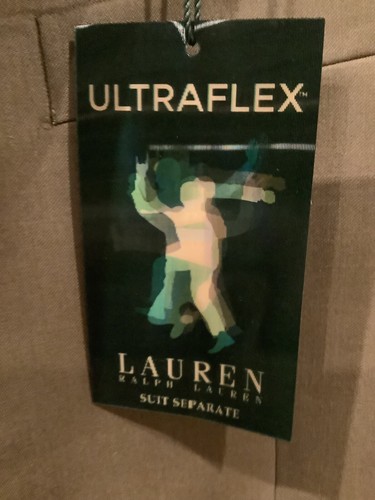 ULTRAFLEX™
LAUREN
RALPH LAUREN
SUIT SEPARATE